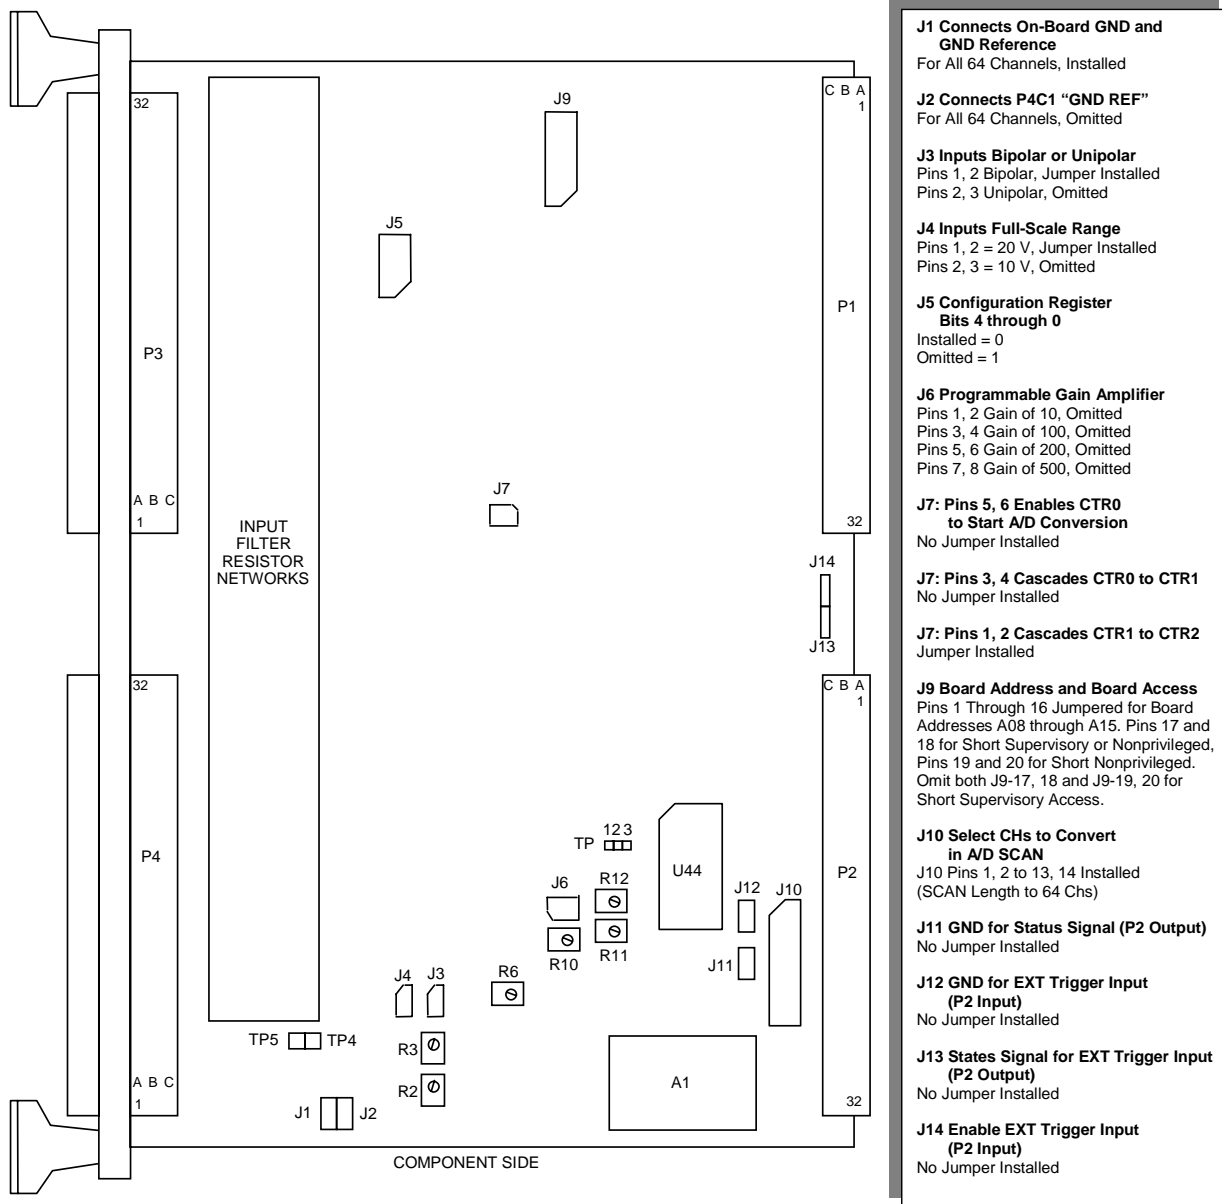 32
J9
C B A
1
J5
P1
P3
J7
A B C
1
INPUT
FILTER
RESISTOR
NETWORKS
32
J14
J13
32
C B A
1
TP
12 3
P4
J6
R12
U44
J12
J10
P2
R10
R11
J11
J4
J3
R6
TP5
TP4
R3
A B C
1
R2
A1
32
J1
J2
COMPONENT SIDE
J1 Connects On-Board GND and
GND Reference
For All 64 Channels, Installed
J2 Connects P4C1 “GND REF”
For All 64 Channels, Omitted
J3 Inputs Bipolar or Unipolar
Pins 1, 2 Bipolar, Jumper Installed
Pins 2, 3 Unipolar, Omitted
J4 Inputs Full-Scale Range
Pins 1, 2 = 20 V, Jumper Installed
Pins 2, 3 = 10 V, Omitted
J5 Configuration Register
Bits 4 through 0
Installed = 0
Omitted = 1
J6 Programmable Gain Amplifier
Pins 1, 2 Gain of 10, Omitted
Pins 3, 4 Gain of 100, Omitted
Pins 5, 6 Gain of 200, Omitted
Pins 7, 8 Gain of 500, Omitted
J7: Pins 5, 6 Enables CTR0
to Start A/D Conversion
No Jumper Installed
J7: Pins 3, 4 Cascades CTR0 to CTR1
No Jumper Installed
J7: Pins 1, 2 Cascades CTR1 to CTR2
Jumper Installed
J9 Board Address and Board Access
Pins 1 Through 16 Jumpered for Board
Addresses A08 through A15. Pins 17 and
18 for Short Supervisory or Nonprivileged,
Pins 19 and 20 for Short Nonprivileged.
Omit both J9-17, 18 and J9-19, 20 for
Short Supervisory Access.
J10 Select CHs to Convert
in A/D SCAN
J10 Pins 1, 2 to 13, 14 Installed
(SCAN Length to 64 Chs)
J11 GND for Status Signal (P2 Output)
No Jumper Installed
J12 GND for EXT Trigger Input
(P2 Input)
No Jumper Installed
J13 States Signal for EXT Trigger Input
(P2 Output)
No Jumper Installed
J14 Enable EXT Trigger Input
(P2 Input)
No Jumper Installed